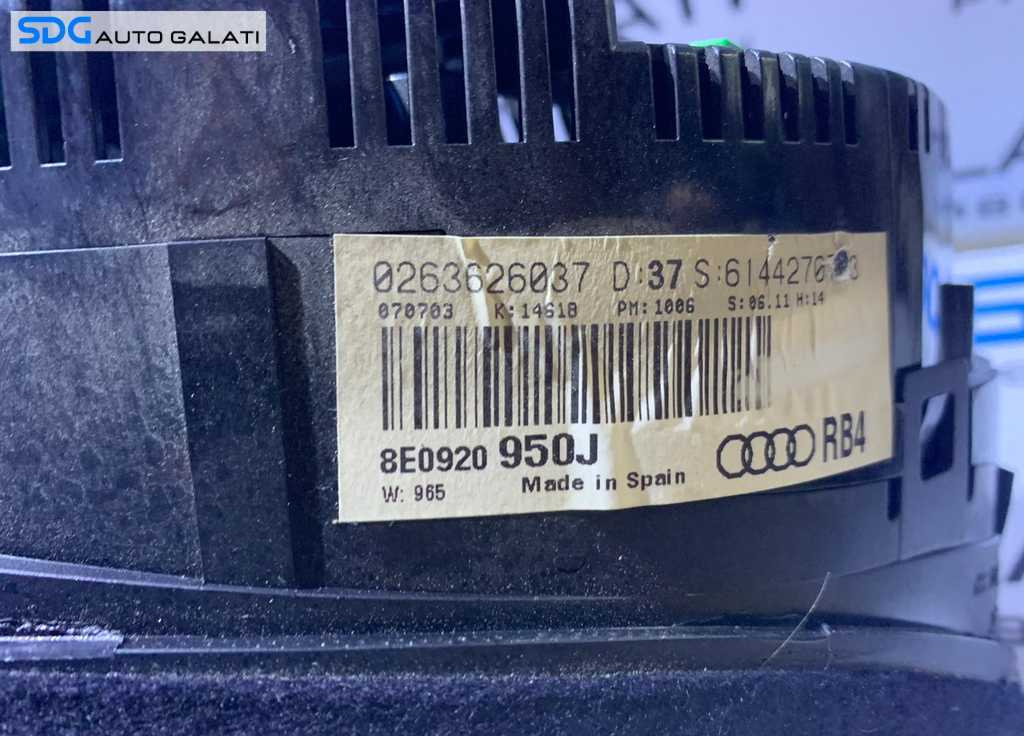 SDG AUTO GALATI
0263626037 D:37 S:6144270703
070703 K:14618 PM:1006 S:06.11 H:14
8E0920 950J
RB4
W: 965 Made in Spain